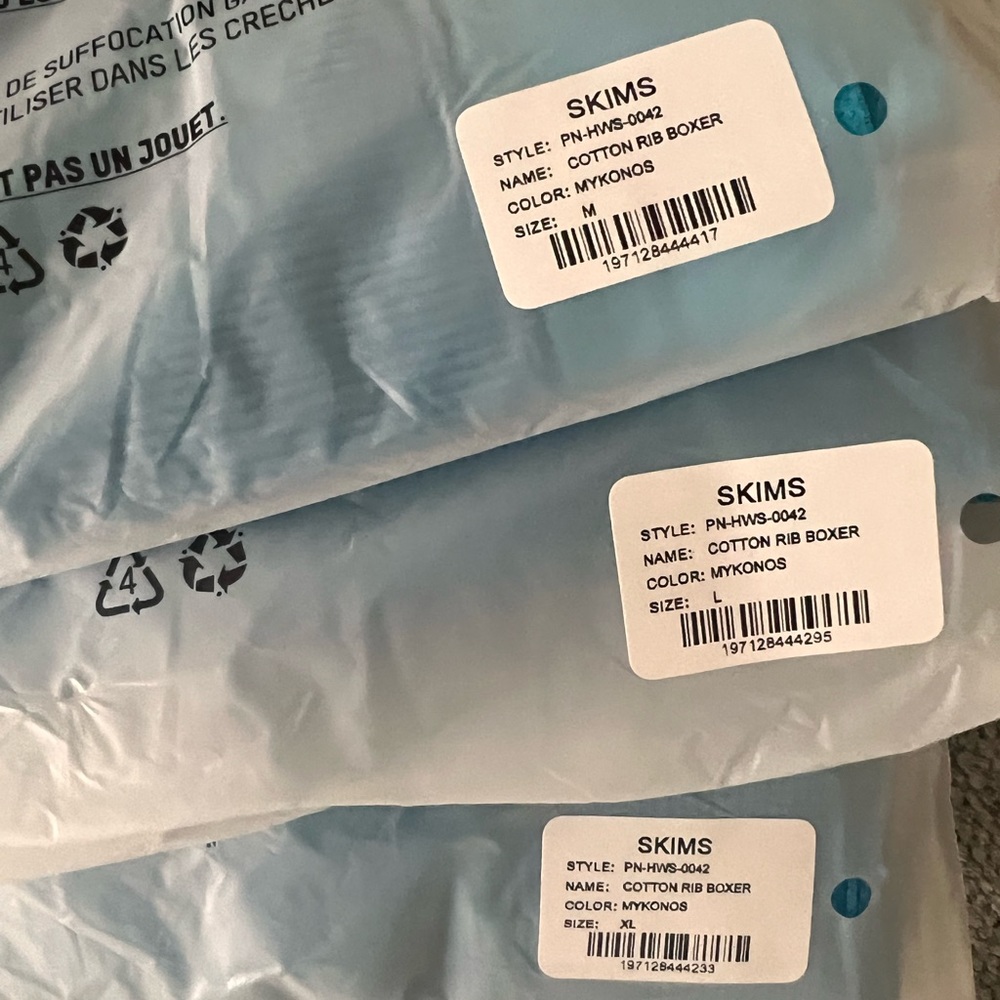 DE SUFFOCATION
DANS LES CRECHE
PAS UN JOUET.
4
SKIMS
STYLE: PN-HWS-0042
NAME: COTTON RIB BOXER
COLOR: MYKONOS
SIZE: M
197128444417
4
SKIMS
STYLE: PN-HWS-0042
NAME: COTTON RIB BOXER
COLOR: MYKONOS
SIZE: L
197128444295
SKIMS
STYLE: PN-HWS-0042
NAME: COTTON RIB BOXER
COLOR: MYKONOS
SIZE: XL
197128444233